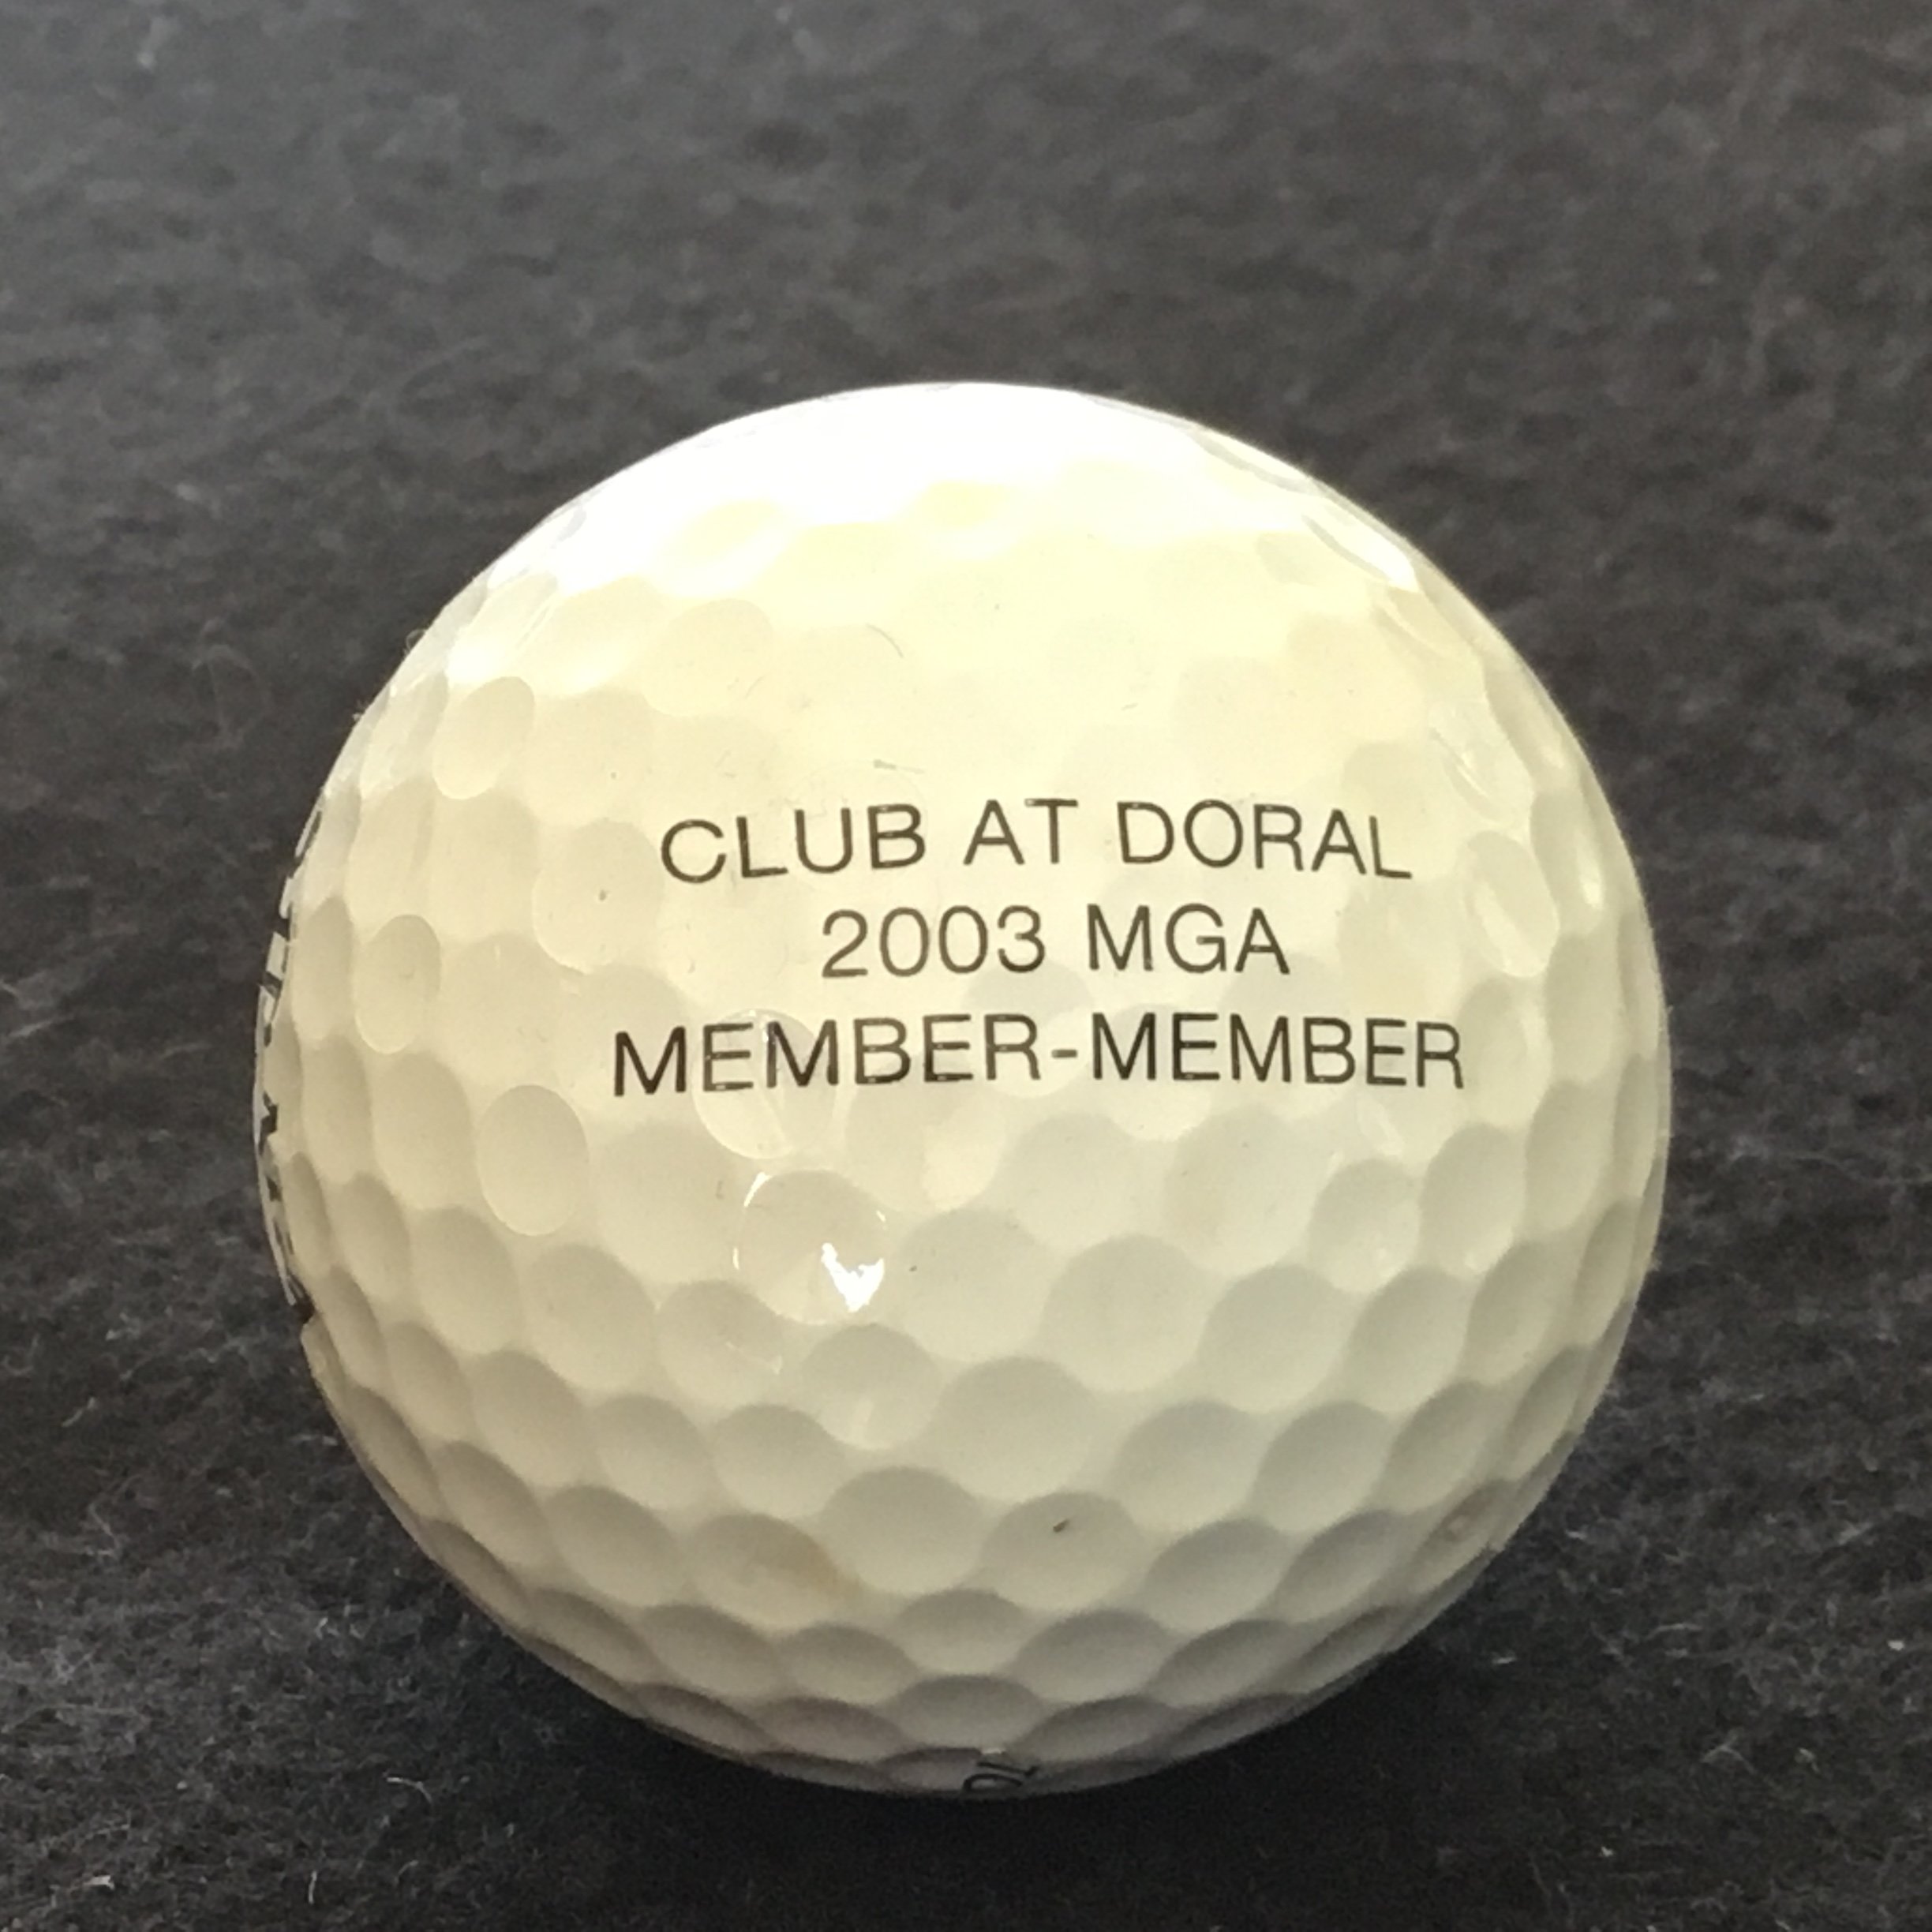 CLUB AT DORAL
2003 MGA
MEMBER-MEMBER